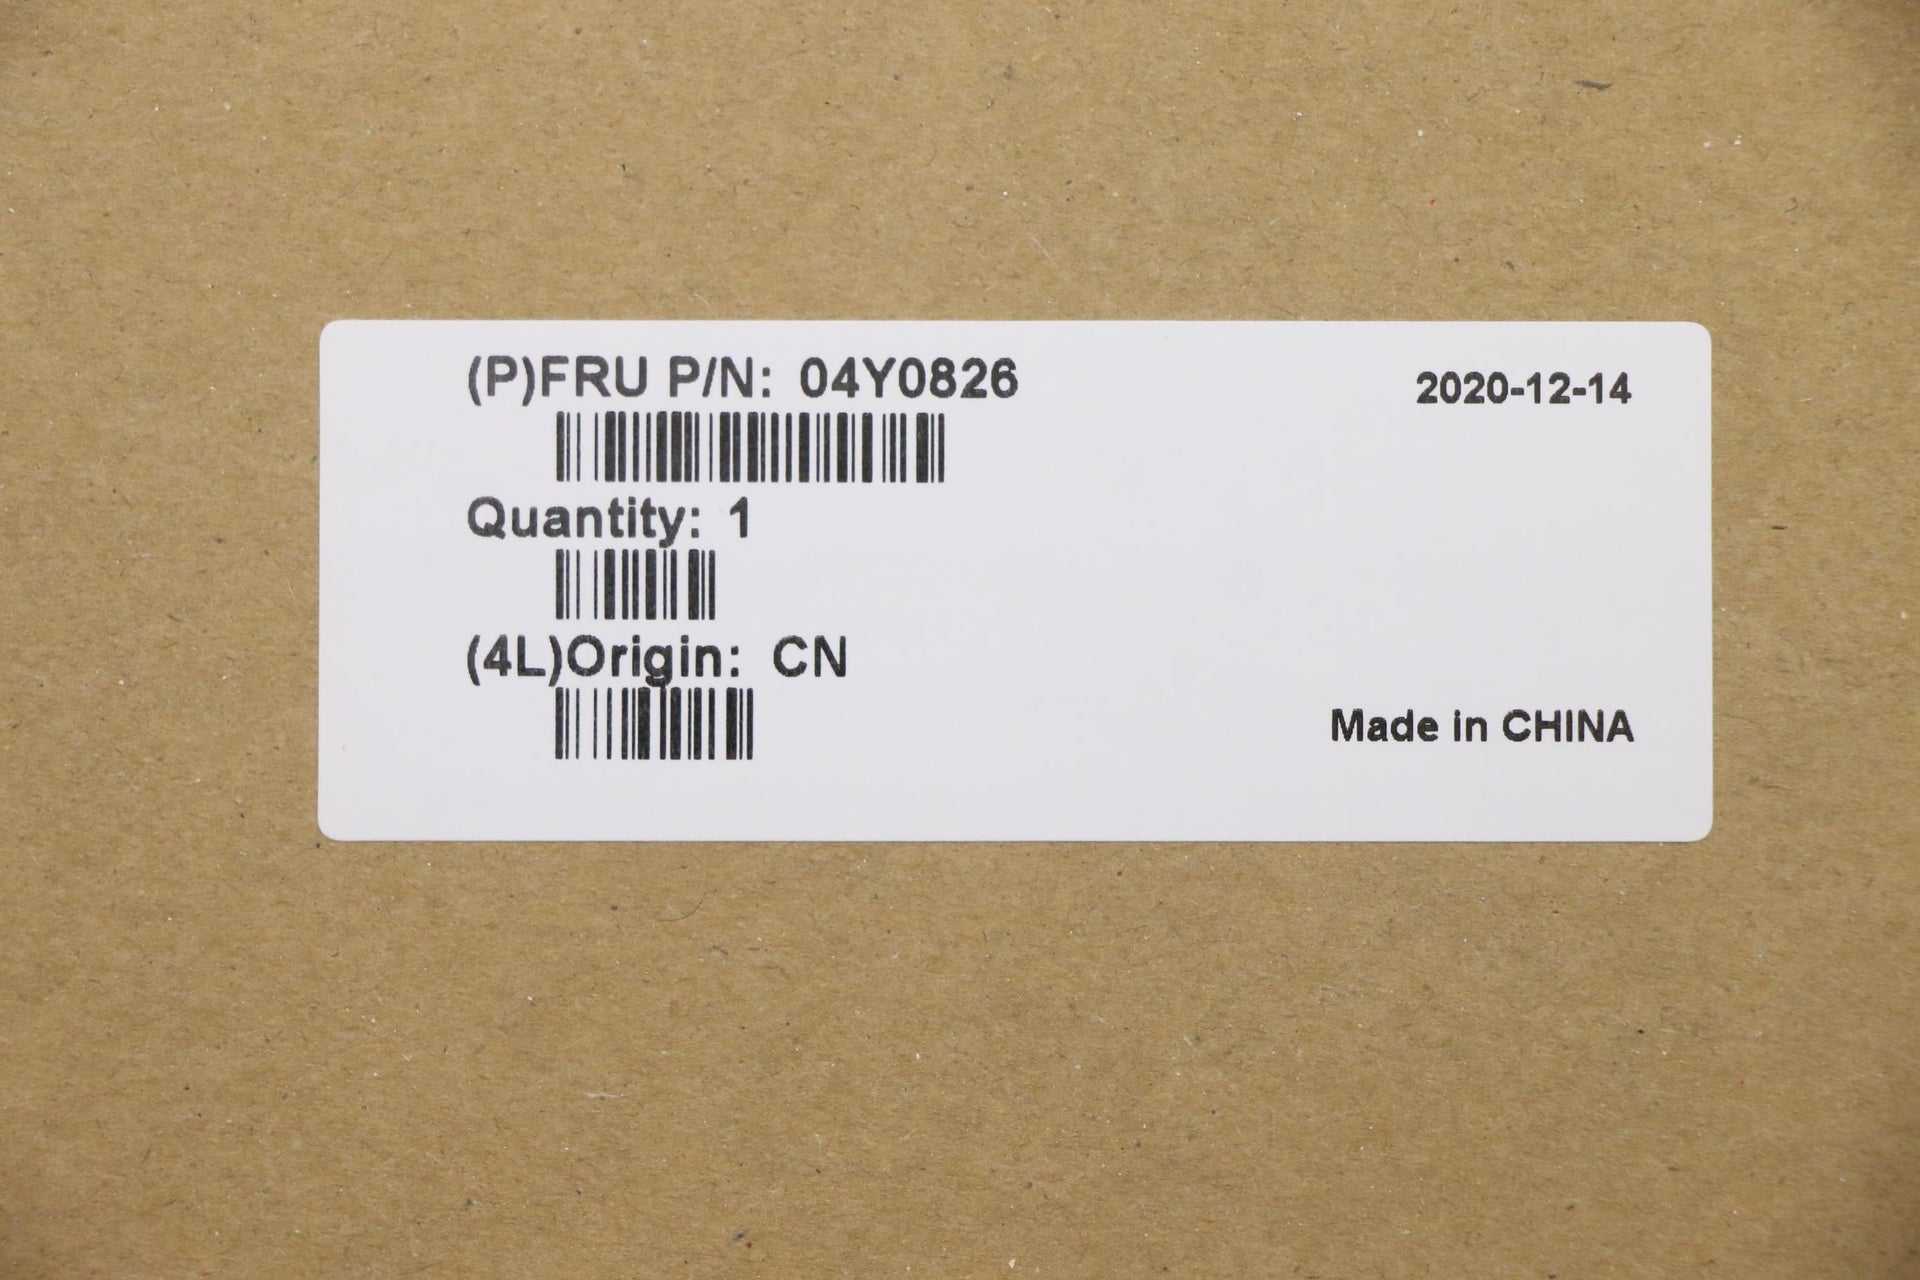 (P)FRU P/N: 04Y0826
2020-12-14
Quantity: 1
(4L)Origin: CN
Made in CHINA